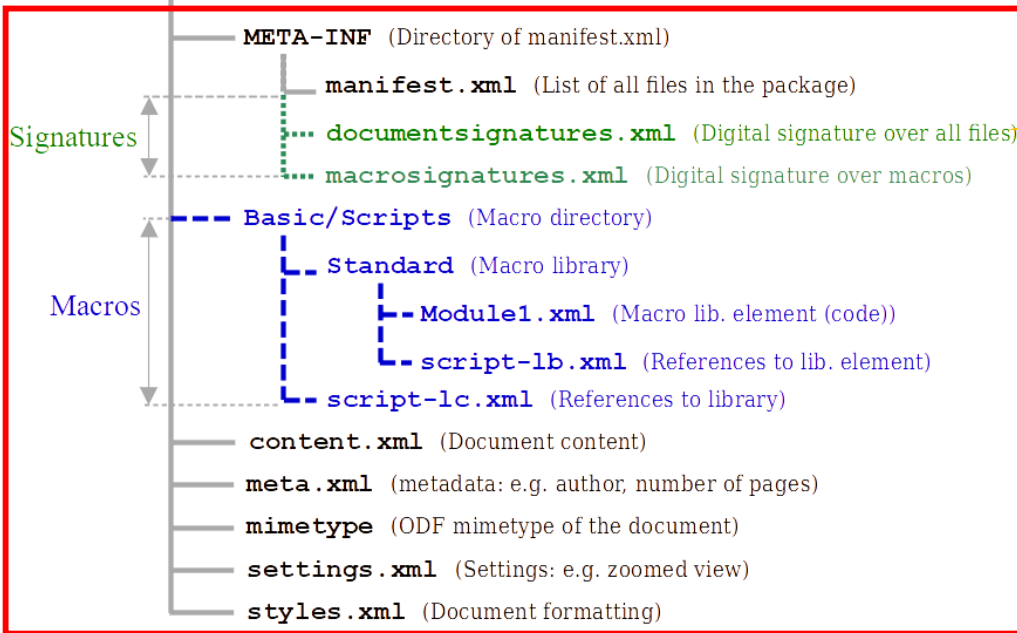 META-INF (Directory of manifest.xml)
manifest.xml (List of all files in the package)
Signatures
documentsignatures.xml (Digital signature over all files)
macrosignatures.xml (Digital signature over macros)
Basic/Scripts (Macro directory)
Standard (Macro library)
Macros
Module1.xml (Macro lib. element (code))
script-lb.xml (References to lib. element)
script-lc.xml (References to library)
content.xml (Document content)
meta.xml (metadata: e.g. author, number of pages)
mimetype (ODF mimetype of the document)
settings.xml (Settings: e.g. zoomed view)
styles.xml (Document formatting)